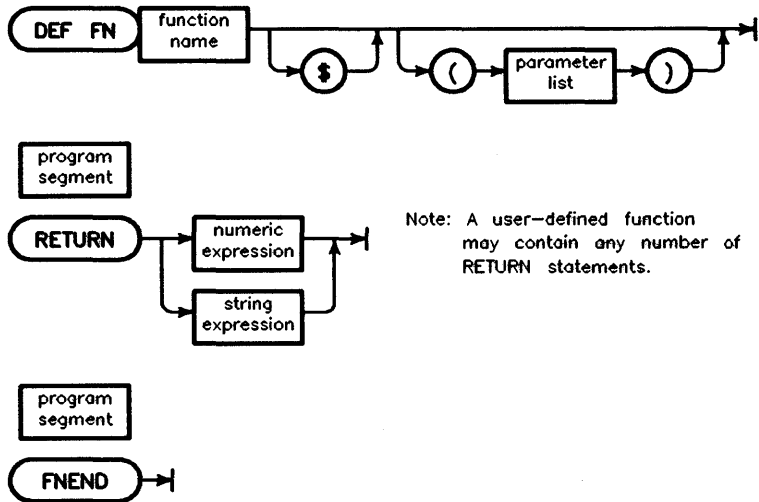 DEF FN
function
name
$
(
parameter
list
)
program
segment
RETURN
numeric
expression
string
expression
Note: A user-defined function
may contain any number of
RETURN statements.
program
segment
FNEND